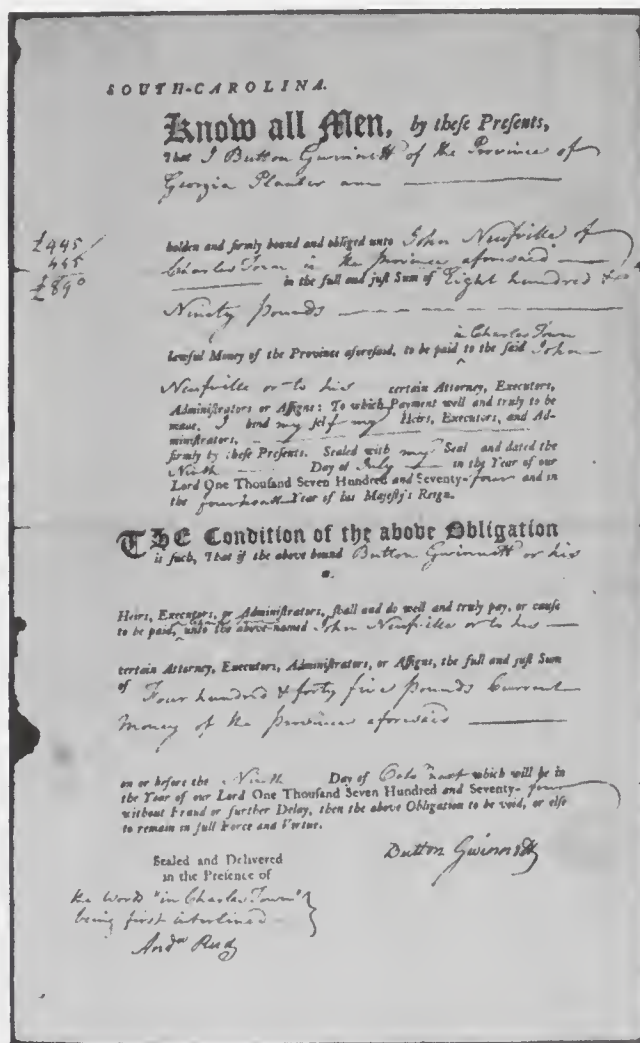 SOUTH-CAROLINA.
Know all Men, by these Presents,
That I Button Gwinnett of the Province of
Georgia Planter am
£445
445
£890
holden and firmly bound and obliged unto John Neufville of
Charles Town in the Province aforesaid
in the full and just Sum of Eight hundred &
Ninety Pounds
in Charles Town
lawful Money of the Province aforesaid, to be paid ^ to the said John
Neufville or to his certain Attorney, Executors,
Administrators or Assigns: To which Payment well and truly to be
made, I bind my self my Heirs, Executors, and Ad-
ministrators,
firmly by these Presents. Sealed with my Seal and dated the
Ninth Day of July in the Year of our
Lord One Thousand Seven Hundred and Seventy-four and in
the fourteenth Year of his Majesty's Reign.
THE Condition of the above Obligation
is such, That if the above bound Button Gwinnett or his
Heirs, Executors, or Administrators, shall and do well and truly pay, or cause
to be paid, unto the above-named John Neufville or to his
certain Attorney, Executors, Administrators, or Assigns, the full and just Sum
of Four hundred & forty five pounds Current
Money of the Province aforesaid
on or before the Ninth Day of next which will be in
the Year of our Lord One Thousand Seven Hundred and Seventy-four
without Fraud or further Delay, then the above Obligation to be void, or else
to remain in full Force and Virtue.
Button Gwinnett
Sealed and Delivered
in the Presence of
the Words "in Charles Town"
being first interlined